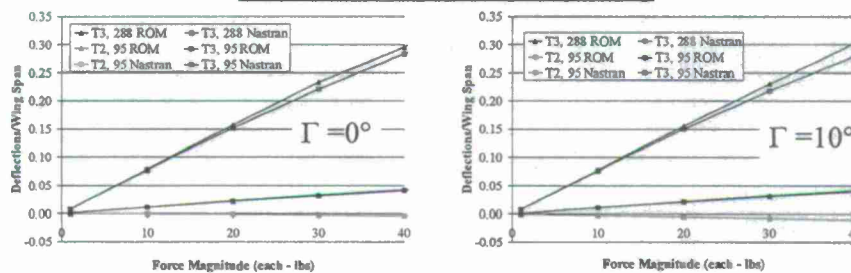 0.35
0.30
0.25
0.20
0.15
0.10
0.05
0.00
-0.05
Deflections/Wing Span
T3, 288 ROM
T3, 288 Nastran
T2, 95 ROM
T3, 95 ROM
T2, 95 Nastran
T3, 95 Nastran
Γ =0°
0
10
20
30
40
Force Magnitude (each - lbs)
0.35
0.30
0.25
0.20
0.15
0.10
0.05
0.00
-0.05
Deflections/Wing Span
T3, 288 ROM
T3, 288 Nastran
T2, 95 ROM
T3, 95 ROM
T2, 95 Nastran
T3, 95 Nastran
Γ =10°
0
10
20
30
40
Force Magnitude (each - lbs)